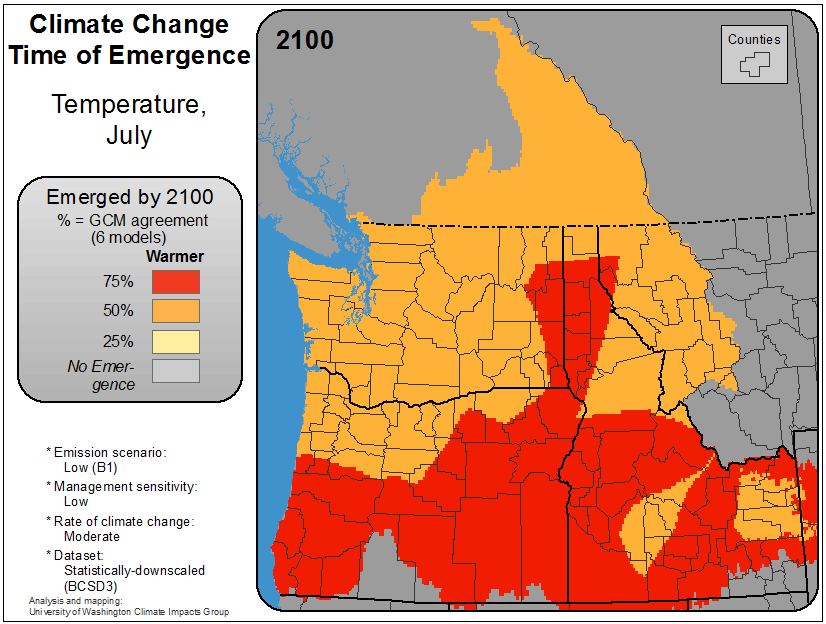 Climate Change
Time of Emergence
Temperature,
July
Emerged by 2100
% = GCM agreement
(6 models)
Warmer
75%
50%
25%
No Emer-
gence
* Emission scenario:
Low (B1)
* Management sensitivity:
Low
* Rate of climate change:
Moderate
* Dataset:
Statistically-downscaled
(BCSD3)
Analysis and mapping:
University of Washington Climate Impacts Group
2100
Counties